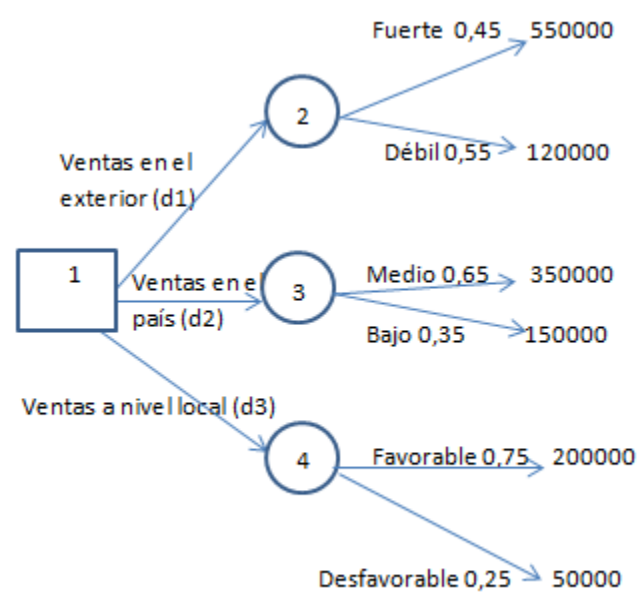 Fuerte 0,45 550000
2
Débil 0,55 120000
Ventas en el
exterior (d1)
1
Ventas en el
país (d2)
3
Medio 0,65 350000
Bajo 0,35 150000
Ventas a nivel local (d3)
4
Favorable 0,75 200000
Desfavorable 0,25 50000